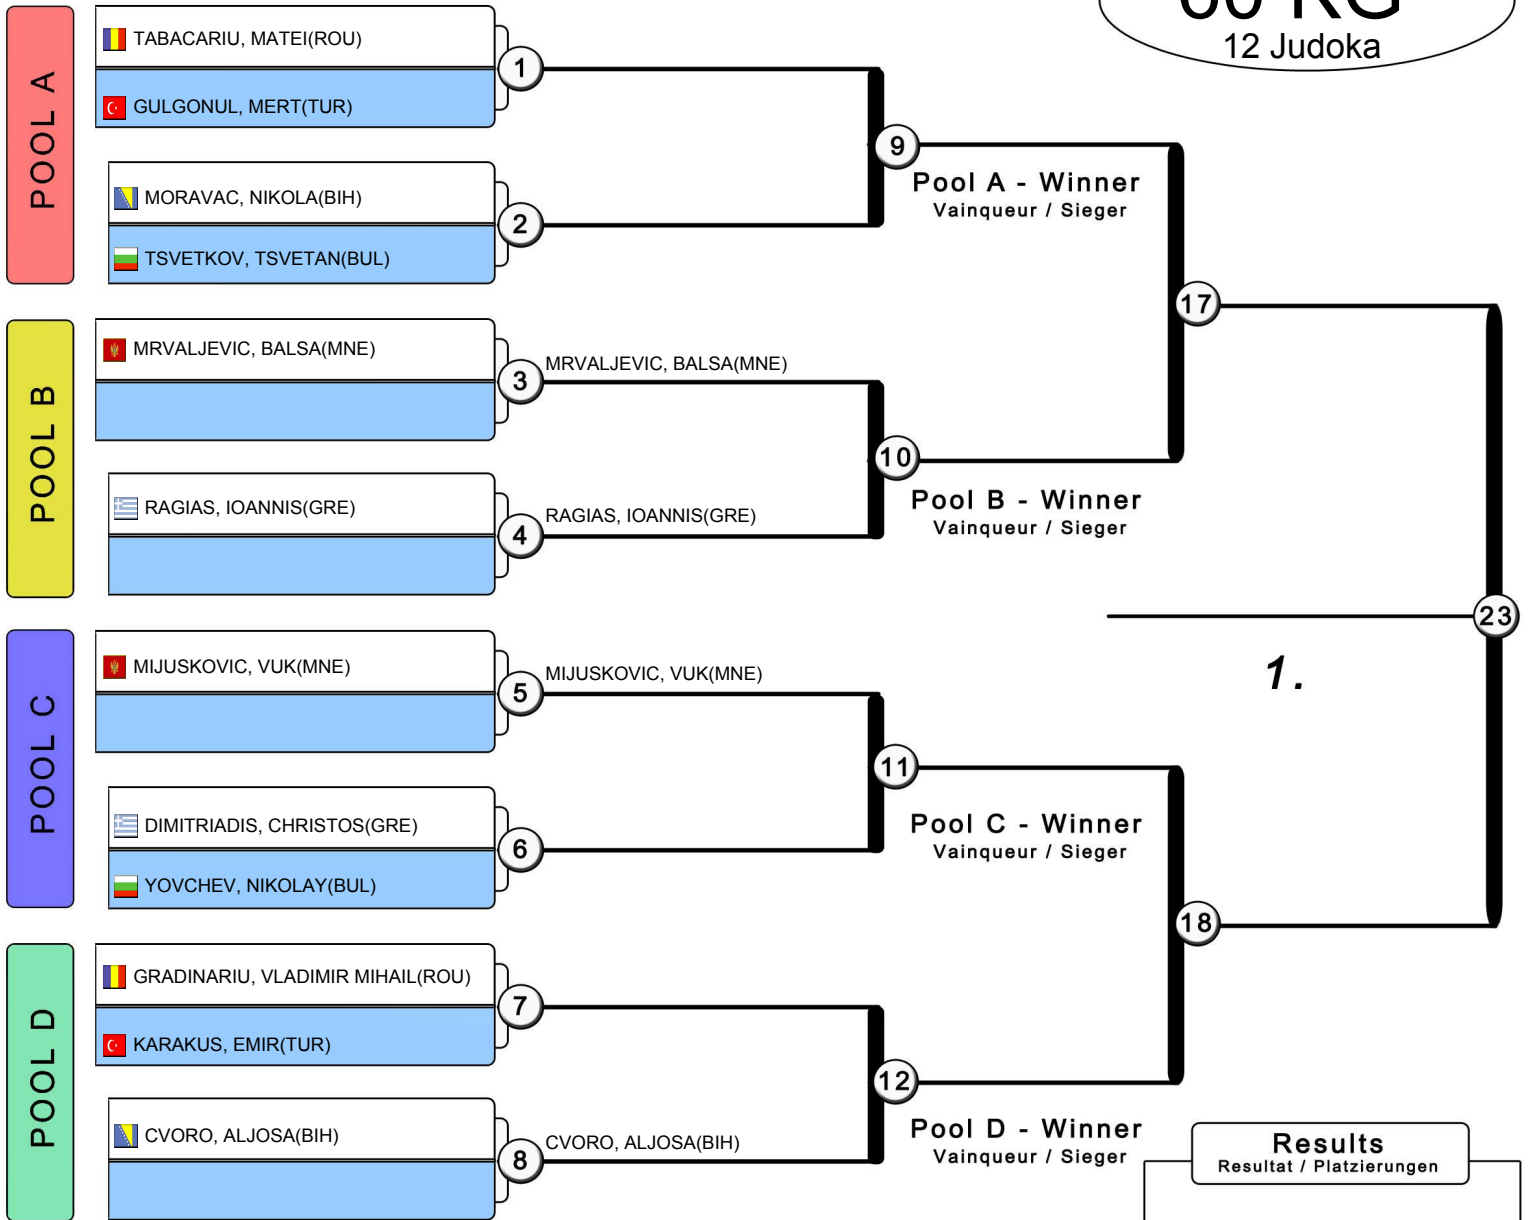 12 Judoka
POOL A
TABACARIU, MATEI(ROU)
GULGONUL, MERT(TUR)
1
MORAVAC, NIKOLA(BIH)
TSVETKOV, TSVETAN(BUL)
2
9
Pool A - Winner
Vainqueur / Sieger
POOL B
MRVALJEVIC, BALSA(MNE)
3
MRVALJEVIC, BALSA(MNE)
RAGIAS, IOANNIS(GRE)
4
RAGIAS, IOANNIS(GRE)
10
Pool B - Winner
Vainqueur / Sieger
17
POOL C
MIJUSKOVIC, VUK(MNE)
5
MIJUSKOVIC, VUK(MNE)
DIMITRIADIS, CHRISTOS(GRE)
YOVCHEV, NIKOLAY(BUL)
6
11
Pool C - Winner
Vainqueur / Sieger
POOL D
GRADINARIU, VLADIMIR MIHAIL(ROU)
KARAKUS, EMIR(TUR)
7
CVORO, ALJOSA(BIH)
8
CVORO, ALJOSA(BIH)
12
Pool D - Winner
Vainqueur / Sieger
18
23
1.
Results
Resultat / Platzierungen